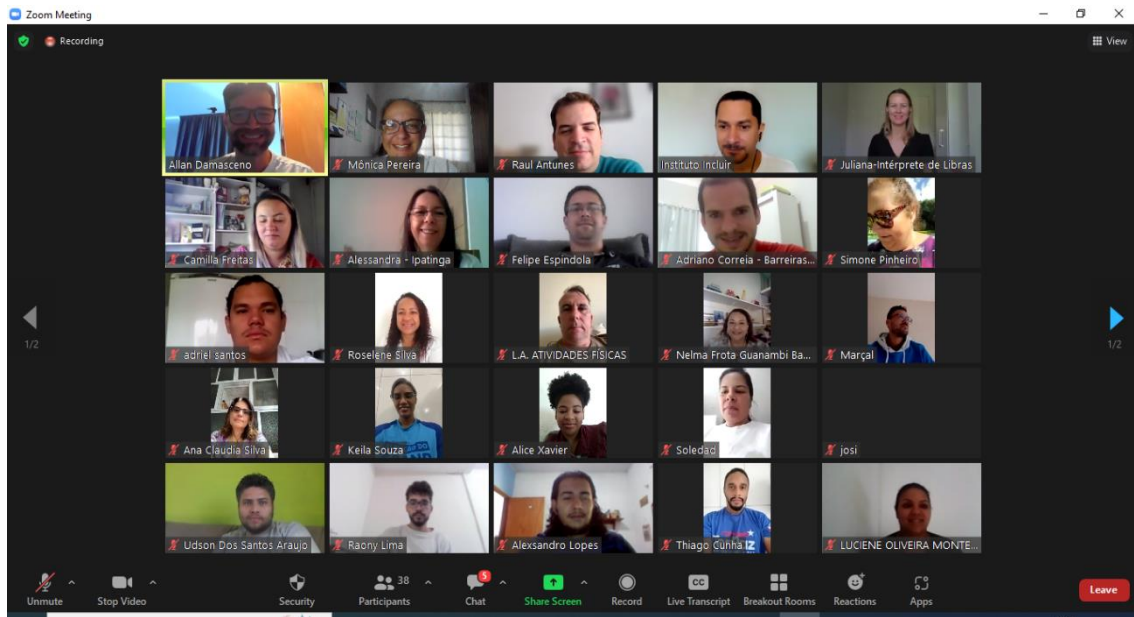 Zoom Meeting
Recording
View
Allan Damasceno
Mônica Pereira
Raul Antunes
Instituto Incluir
Juliana-Intérprete de Libras
Camilla Freitas
Alessandra - Ipatinga
Felipe Espindola
Adriano Correia - Barreiras...
Simone Pinheiro
adriel santos
Roselene Silva
L.A. ATIVIDADES FÍSICAS
Nelma Frota Guanambi Ba...
Marçal
1/2
1/2
Ana Claudia Silva
Keila Souza
Alice Xavier
Soledad
josi
Udson Dos Santos Araujo
Raony Lima
Alexsandro Lopes
Thiago Cunha
LUCIENE OLIVEIRA MONTE...
38
5
CC
Unmute
Stop Video
Security
Participants
Chat
Share Screen
Record
Live Transcript
Breakout Rooms
Reactions
Apps
Leave